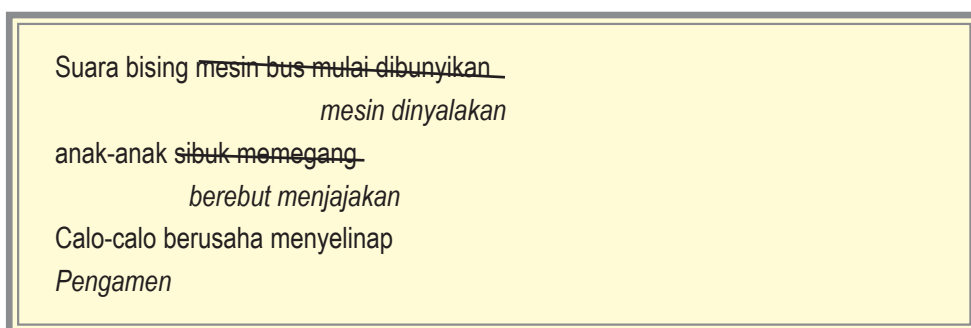 Suara bising mesin bus mulai dibunyikan
mesin dinyalakan
anak-anak sibuk memegang
berebut menjajakan
Calo-calo berusaha menyelinap
Pengamen